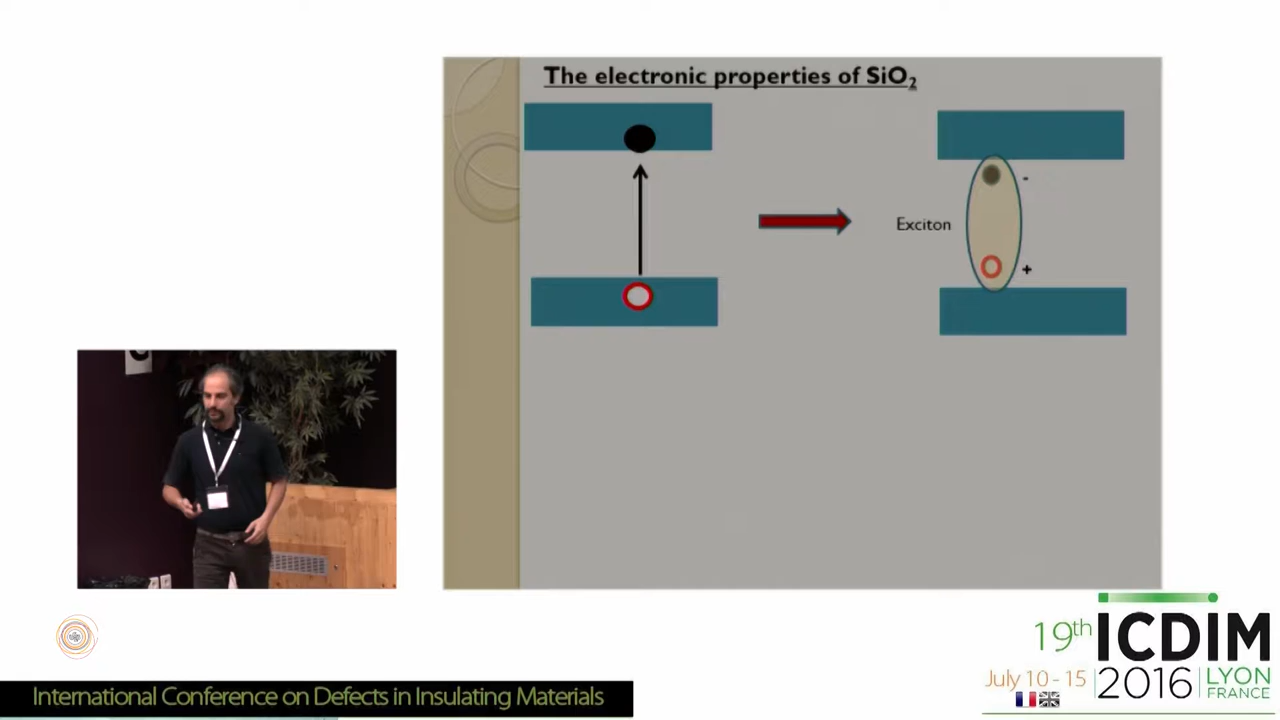 The electronic properties of SiO₂
-
Exciton
+
19th ICDIM
July 10 - 15 2016 LYON
FRANCE
International Conference on Defects in Insulating Materials